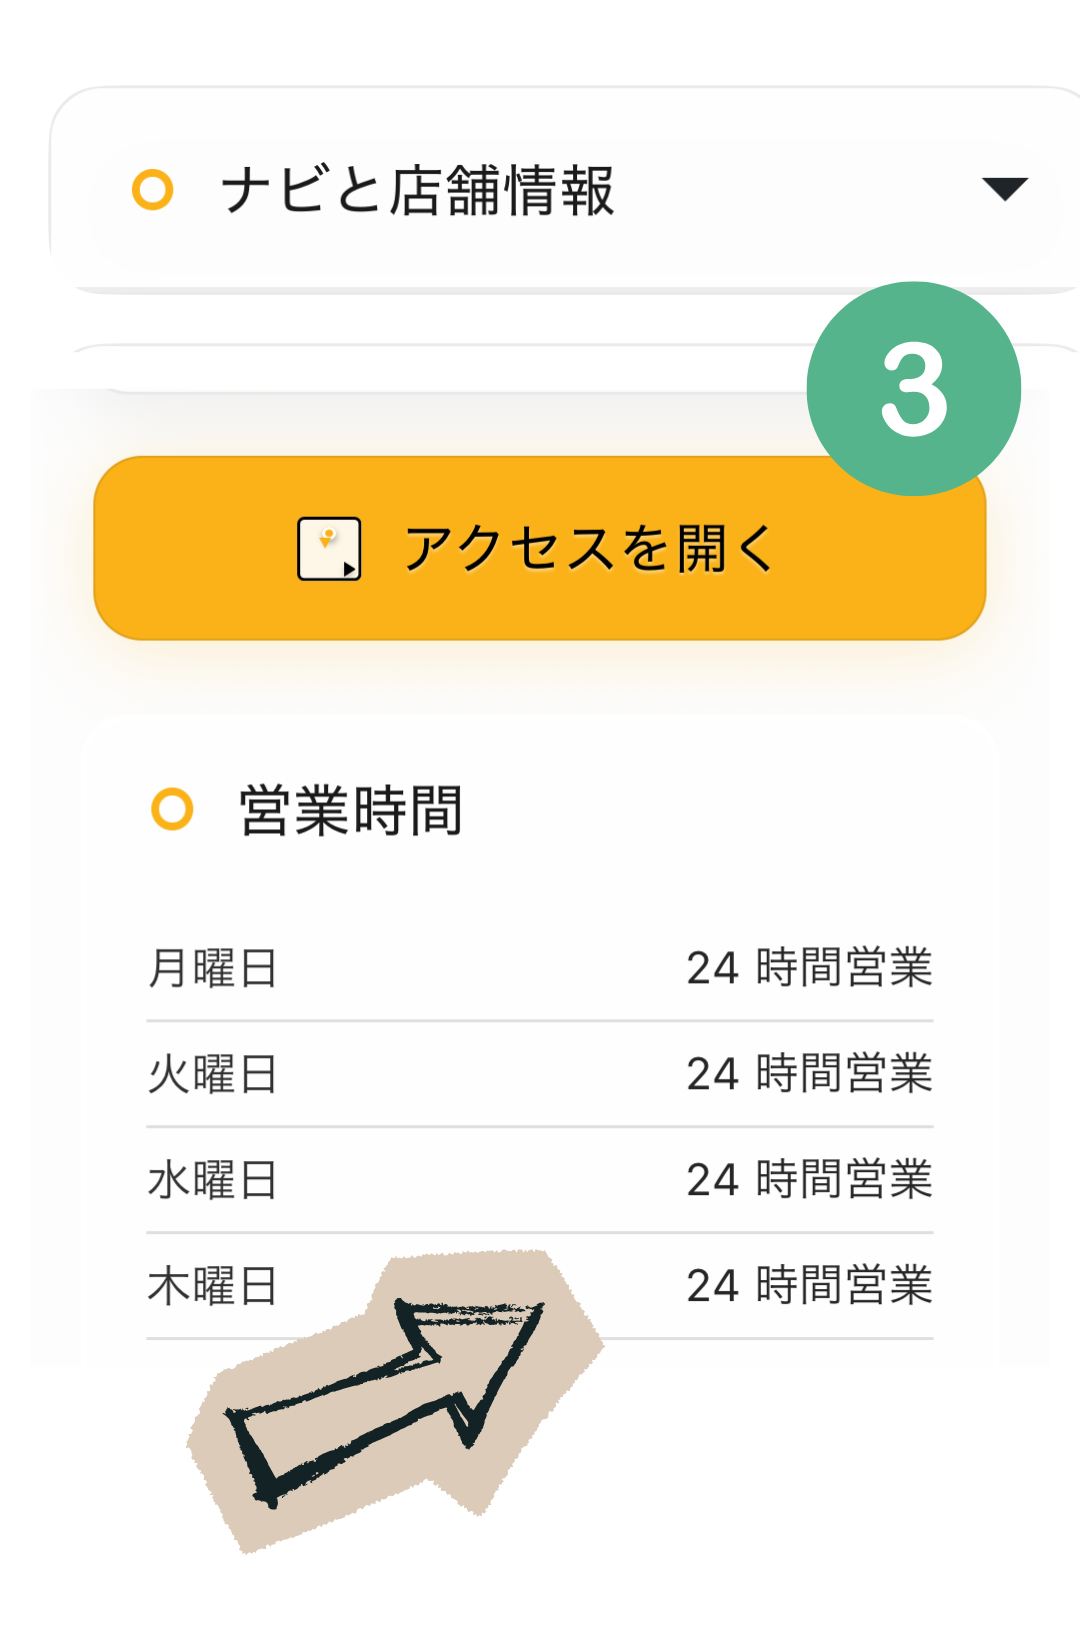 ナビと店舗情報
3
アクセスを開く
営業時間
月曜日 24 時間営業
火曜日 24 時間営業
水曜日 24 時間営業
木曜日 24 時間営業